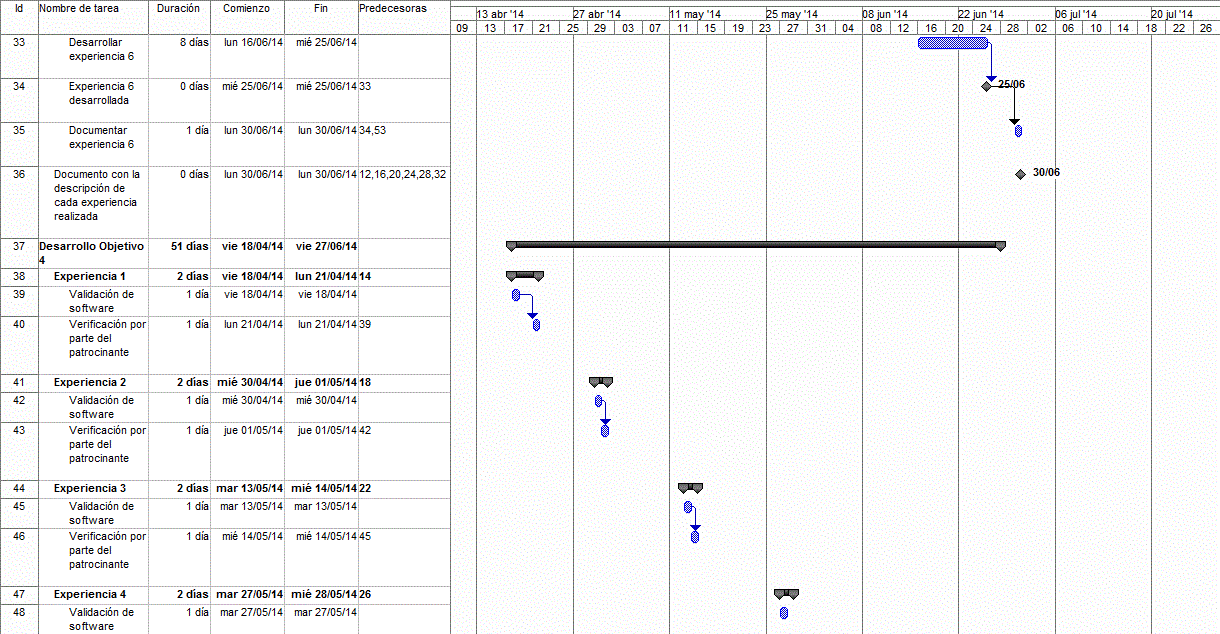 Id Nombre de tarea Duración Comienzo Fin Predecesoras
13 abr '14 27 abr '14 11 may '14 25 may '14 08 jun '14 22 jun '14 06 jul '14 20 jul '14
09 13 17 21 25 29 03 07 11 15 19 23 27 31 04 08 12 16 20 24 28 02 06 10 14 18 22 26
33 Desarrollar 8 días lun 16/06/14 mié 25/06/14
experiencia 6
34 Experiencia 6 0 días mié 25/06/14 mié 25/06/14 33 25/06
desarrollada
35 Documentar 1 día lun 30/06/14 lun 30/06/14 34,53
experiencia 6
36 Documento con la 0 días lun 30/06/14 lun 30/06/14 12,16,20,24,28,32 30/06
descripción de
cada experiencia
realizada
37 Desarrollo Objetivo 51 días vie 18/04/14 vie 27/06/14
4
38 Experiencia 1 2 días vie 18/04/14 lun 21/04/14 14
39 Validación de 1 día vie 18/04/14 vie 18/04/14
software
40 Verificación por 1 día lun 21/04/14 lun 21/04/14 39
parte del
patrocinante
41 Experiencia 2 2 días mié 30/04/14 jue 01/05/14 18
42 Validación de 1 día mié 30/04/14 mié 30/04/14
software
43 Verificación por 1 día jue 01/05/14 jue 01/05/14 42
parte del
patrocinante
44 Experiencia 3 2 días mar 13/05/14 mié 14/05/14 22
45 Validación de 1 día mar 13/05/14 mar 13/05/14
software
46 Verificación por 1 día mié 14/05/14 mié 14/05/14 45
parte del
patrocinante
47 Experiencia 4 2 días mar 27/05/14 mié 28/05/14 26
48 Validación de 1 día mar 27/05/14 mar 27/05/14
software